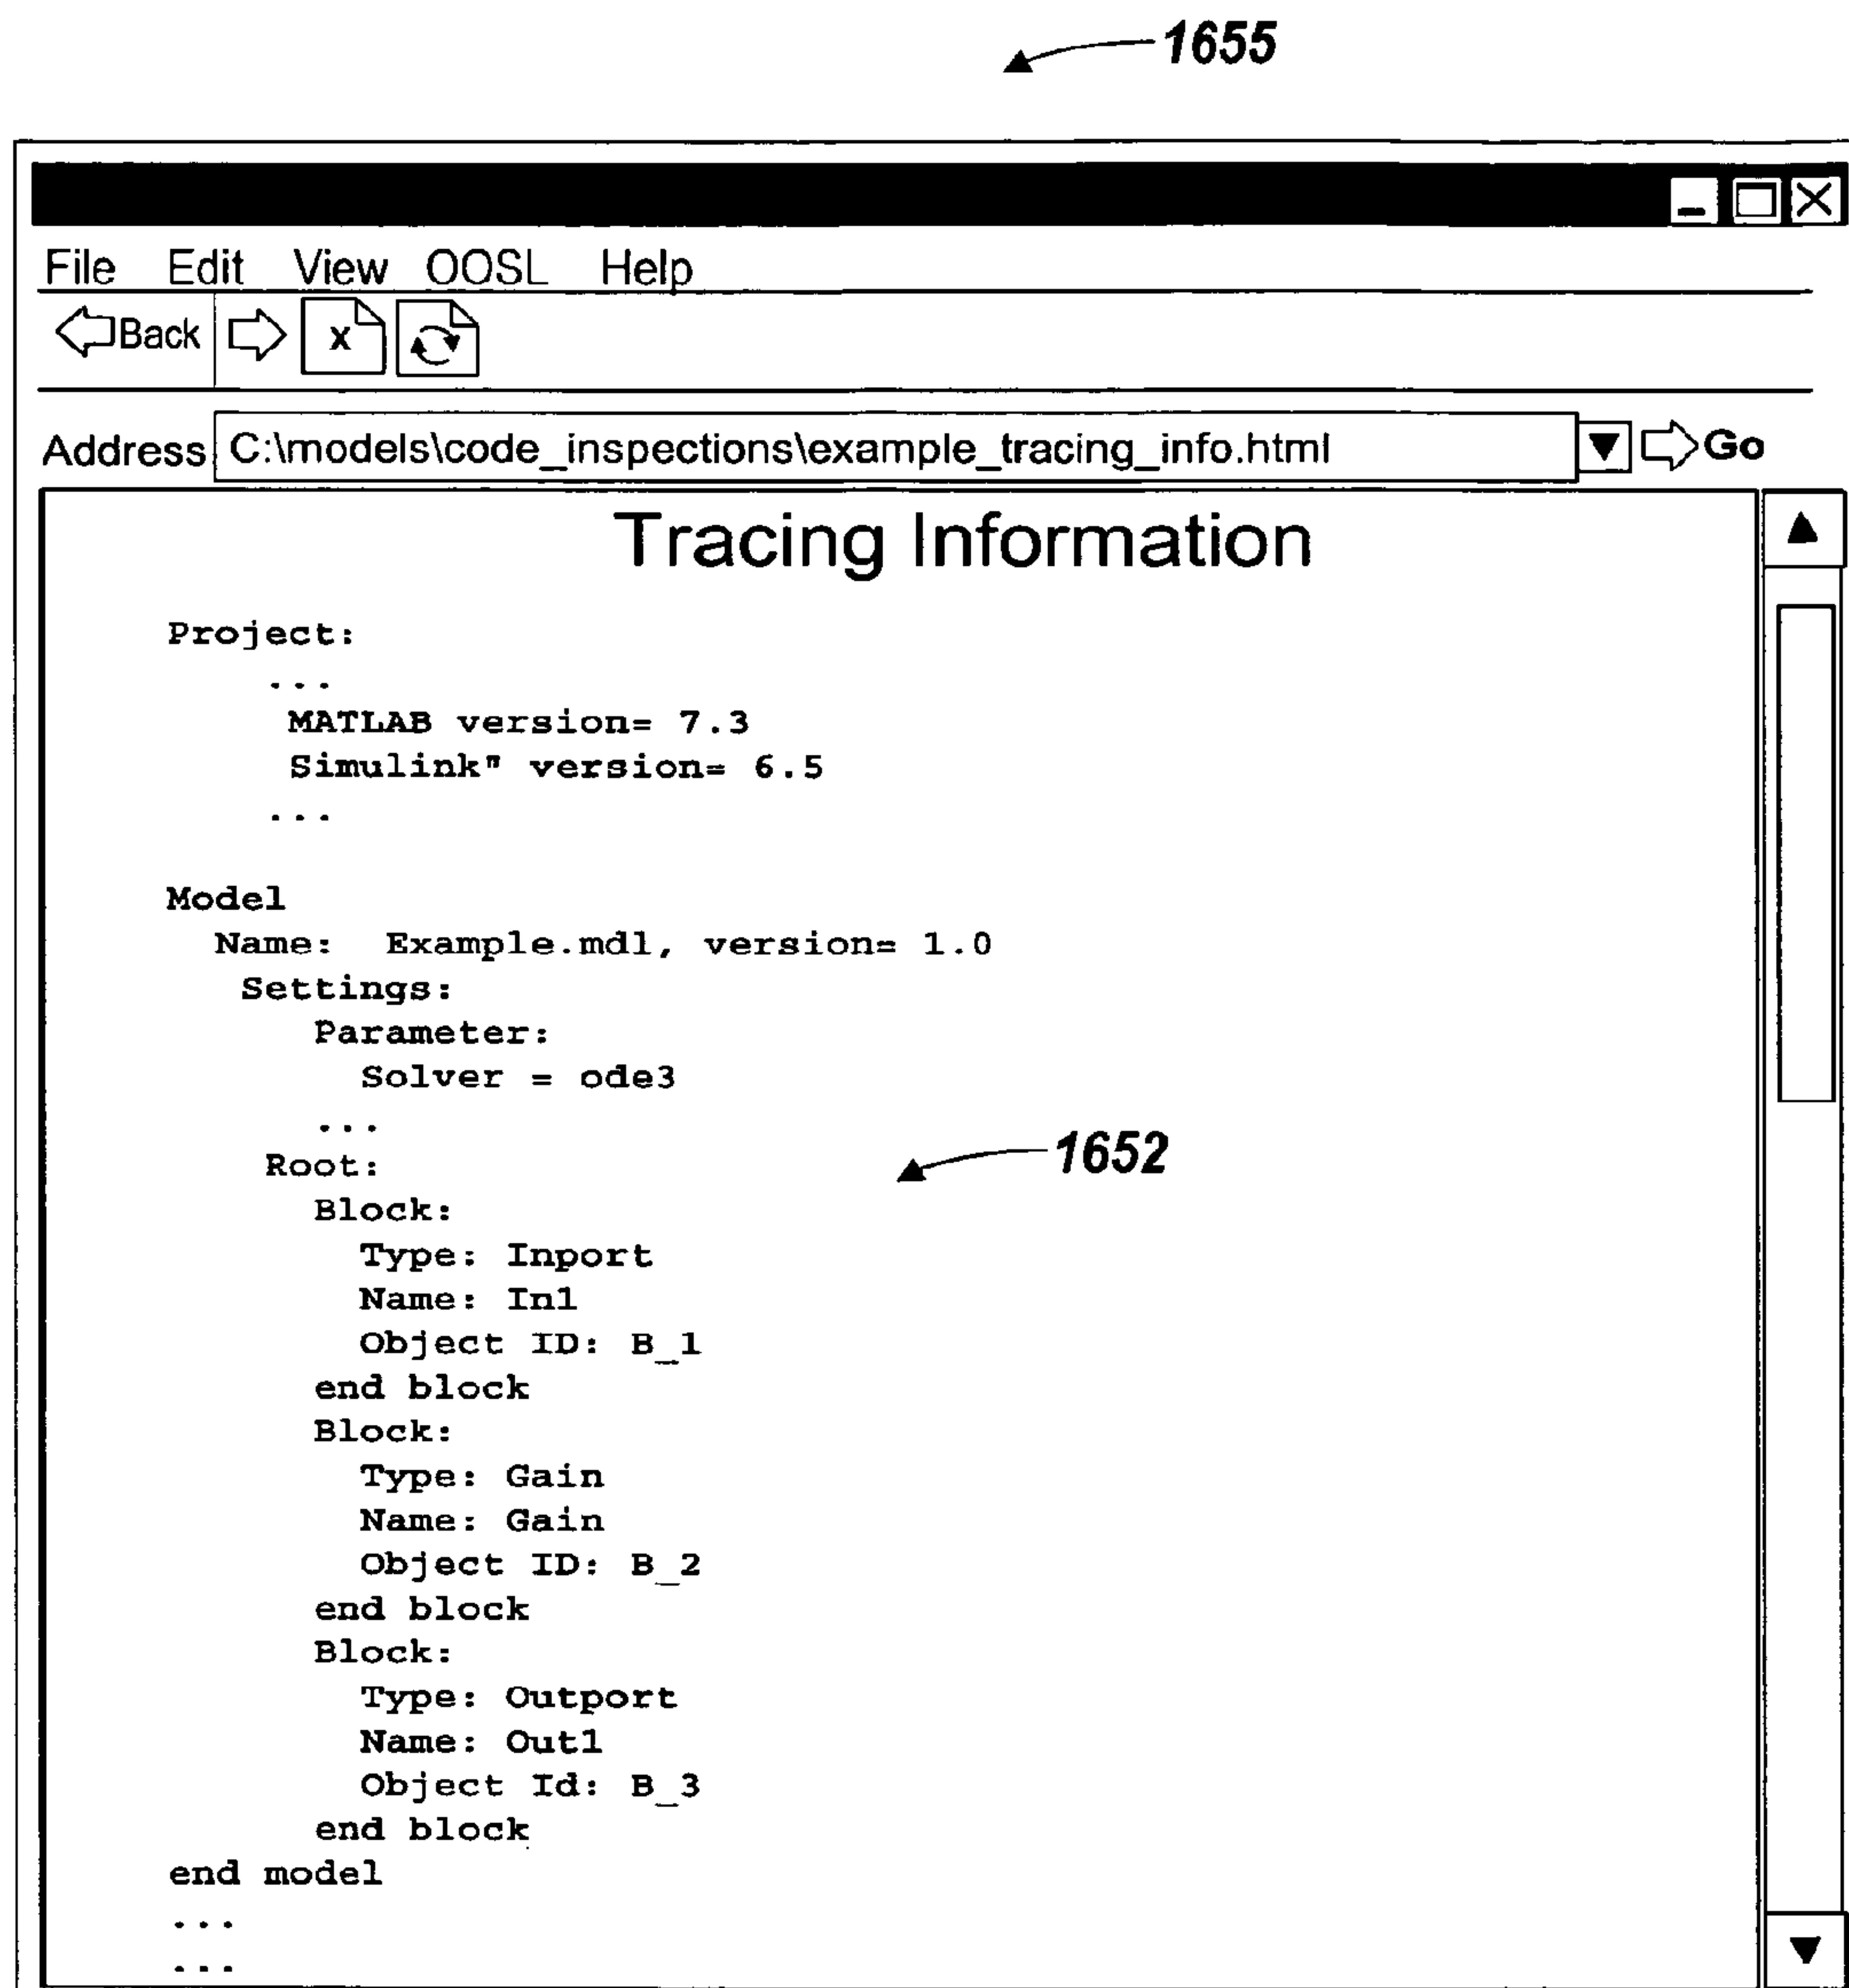 1655
File Edit View OOSL Help
Back X
Address C:\models\code_inspections\example_tracing_info.html Go
Tracing Information
Project:
...
MATLAB version= 7.3
Simulink" version= 6.5
...
Model
Name: Example.mdl, version= 1.0
Settings:
Parameter:
Solver = ode3
...
1652
Root:
Block:
Type: Inport
Name: In1
Object ID: B_1
end block
Block:
Type: Gain
Name: Gain
Object ID: B_2
end block
Block:
Type: Outport
Name: Out1
Object Id: B_3
end block
end model
...
...